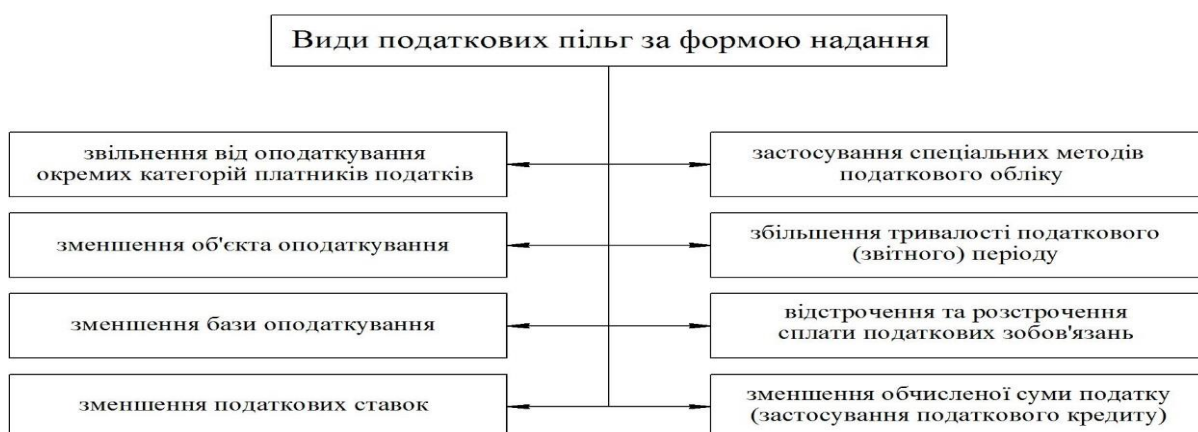 Види податкових пільг за формою надання
звільнення від оподаткування
окремих категорій платників податків
зменшення об'єкта оподаткування
зменшення бази оподаткування
зменшення податкових ставок
застосування спеціальних методів
податкового обліку
збільшення тривалості податкового
(звітного) періоду
відстрочення та розстрочення
сплати податкових зобов'язань
зменшення обчисленої суми податку
(застосування податкового кредиту)